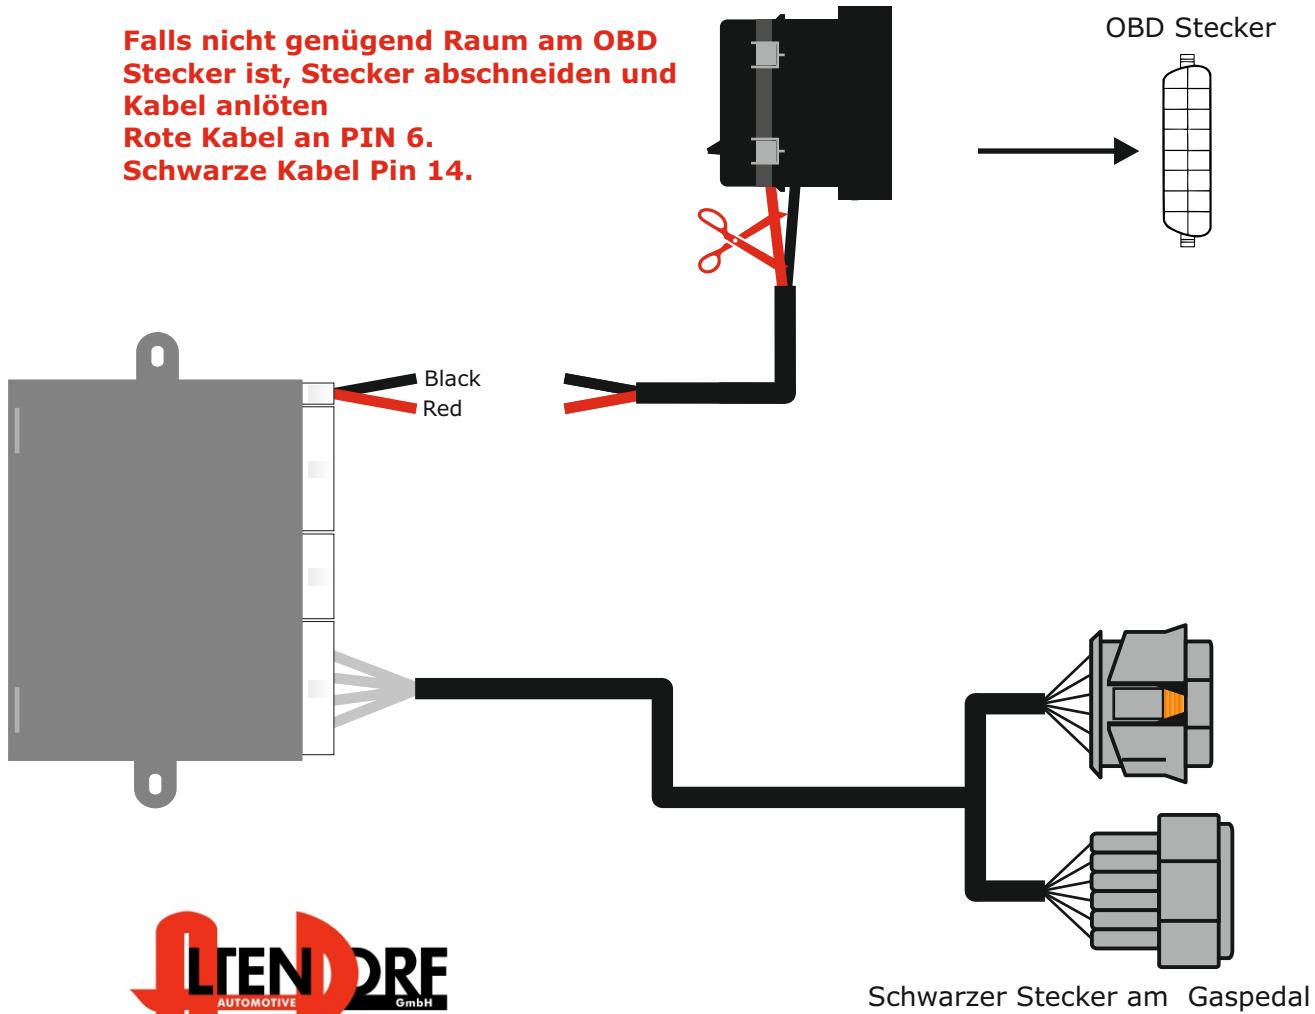 Falls nicht genügend Raum am OBD
Stecker ist, Stecker abschneiden und
Kabel anlöten
Rote Kabel an PIN 6.
Schwarze Kabel Pin 14.
OBD Stecker
Black
Red
ALTENDORF
AUTOMOTIVE GmbH
Schwarzer Stecker am Gaspedal